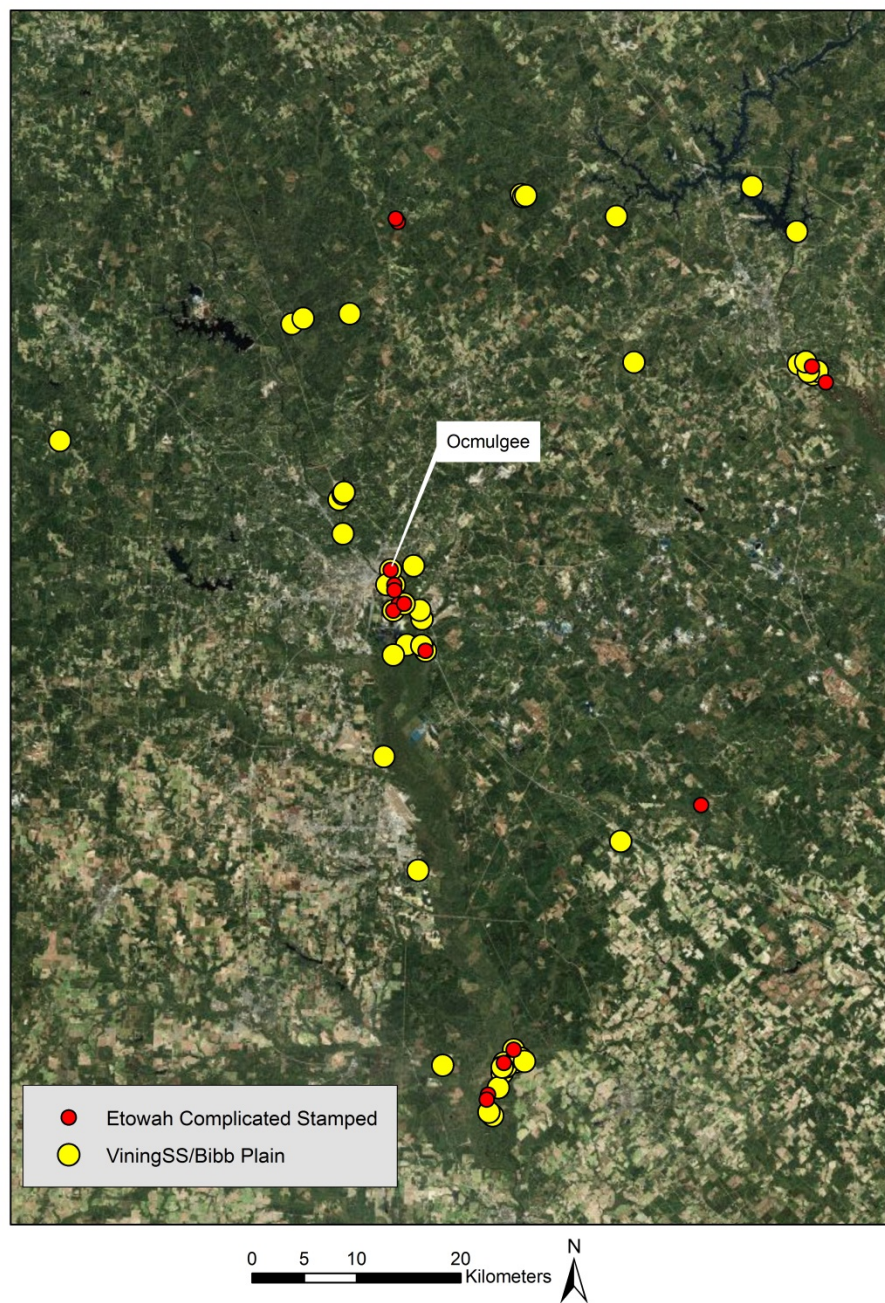 Ocmulgee
Etowah Complicated Stamped
ViningSS/Bibb Plain
0 5 10 20
Kilometers
N